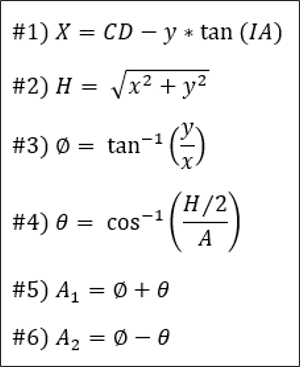 #1) X = CD − y * tan (IA)
#2) H = √(x² + y²)
#3) Ø = tan⁻¹ (y/x)
#4) θ = cos⁻¹ ((H/2)/A)
#5) A₁ = Ø + θ
#6) A₂ = Ø − θ